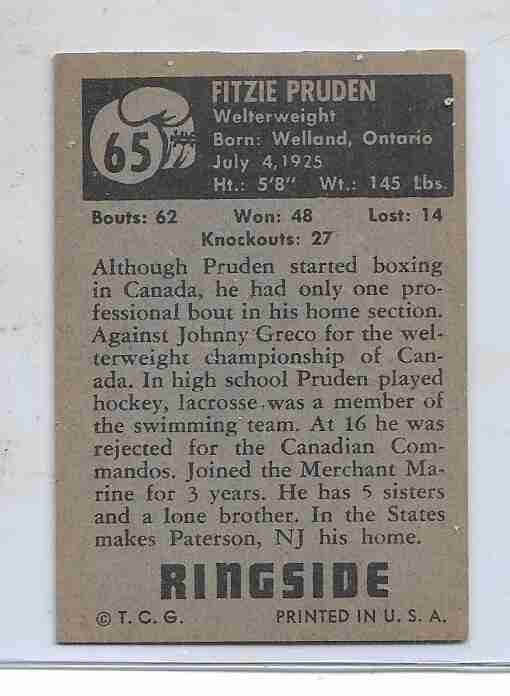 65
FITZIE PRUDEN
Welterweight
Born: Welland, Ontario
July 4, 1925
Ht.: 5'8" Wt.: 145 Lbs.
Bouts: 62 Won: 48 Lost: 14
Knockouts: 27
Although Pruden started boxing
in Canada, he had only one pro-
fessional bout in his home section.
Against Johnny Greco for the wel-
terweight championship of Can-
ada. In high school Pruden played
hockey, lacrosse, was a member of
the swimming team. At 16 he was
rejected for the Canadian Com-
mandos. Joined the Merchant Ma-
rine for 3 years. He has 5 sisters
and a lone brother. In the States
makes Paterson, NJ his home.
RINGSIDE
© T. C. G. PRINTED IN U. S. A.